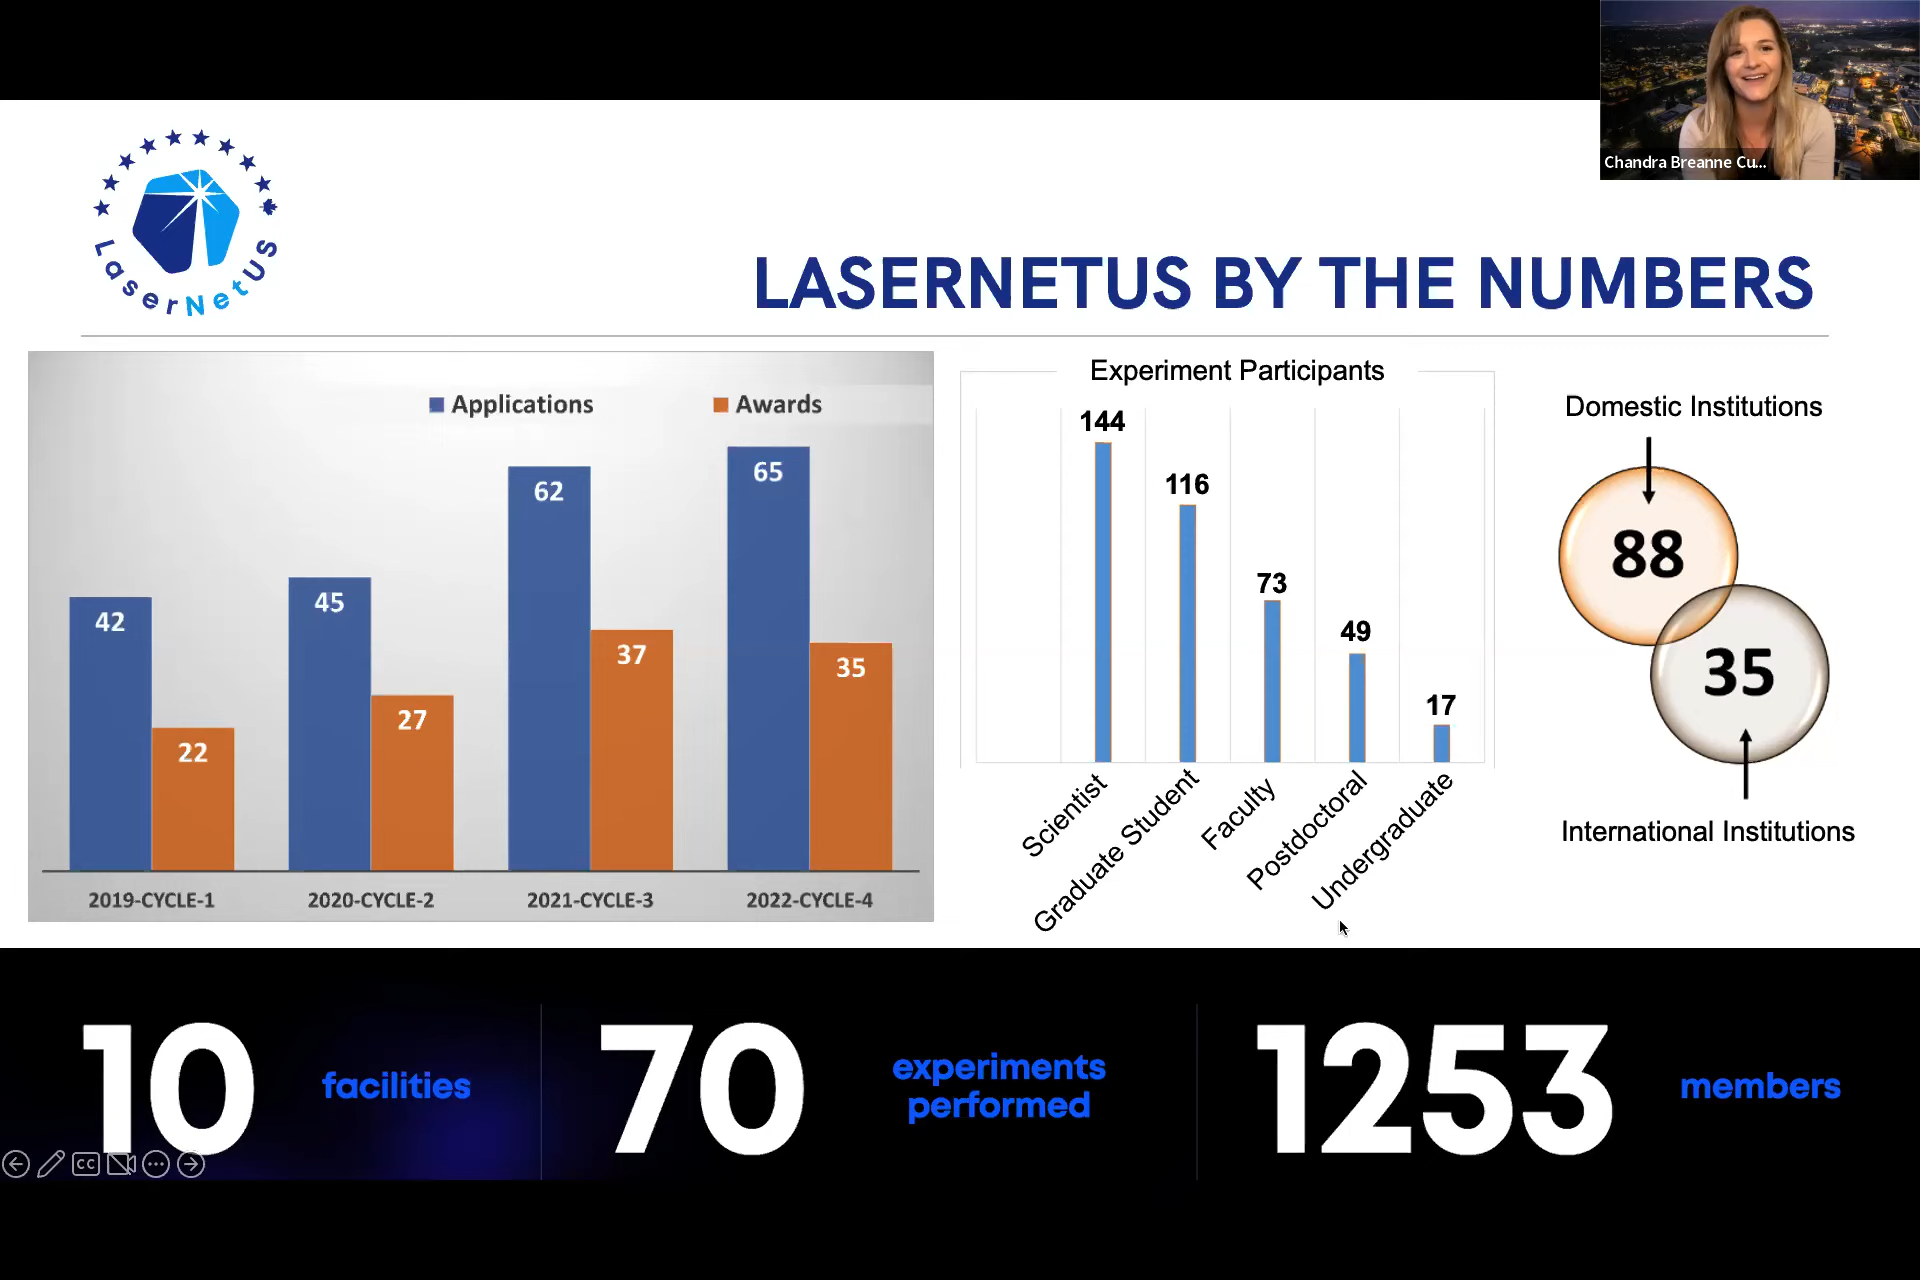 Chandra Breanne Cu...
LaserNetUS
LASERNETUS BY THE NUMBERS
Applications
Awards
42
22
45
27
62
37
65
35
2019-CYCLE-1
2020-CYCLE-2
2021-CYCLE-3
2022-CYCLE-4
Experiment Participants
144
116
73
49
17
Scientist
Graduate Student
Faculty
Postdoctoral
Undergraduate
Domestic Institutions
88
35
International Institutions
10
facilities
70
experiments
performed
1253
members
CC